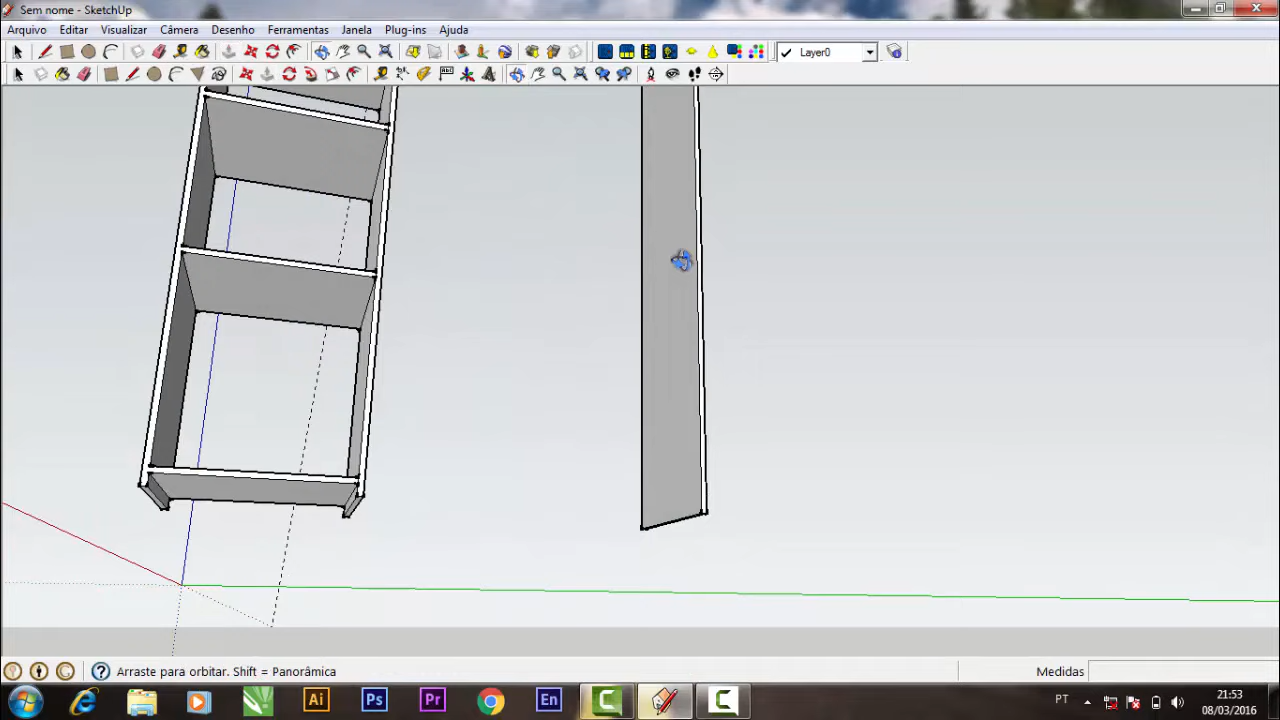 Sem nome - SketchUp
Arquivo Editar Visualizar Câmera Desenho Ferramentas Janela Plug-ins Ajuda
Layer0
Arraste para orbitar. Shift = Panorâmica
Medidas
Ai Ps Pr En
PT
21:53
08/03/2016